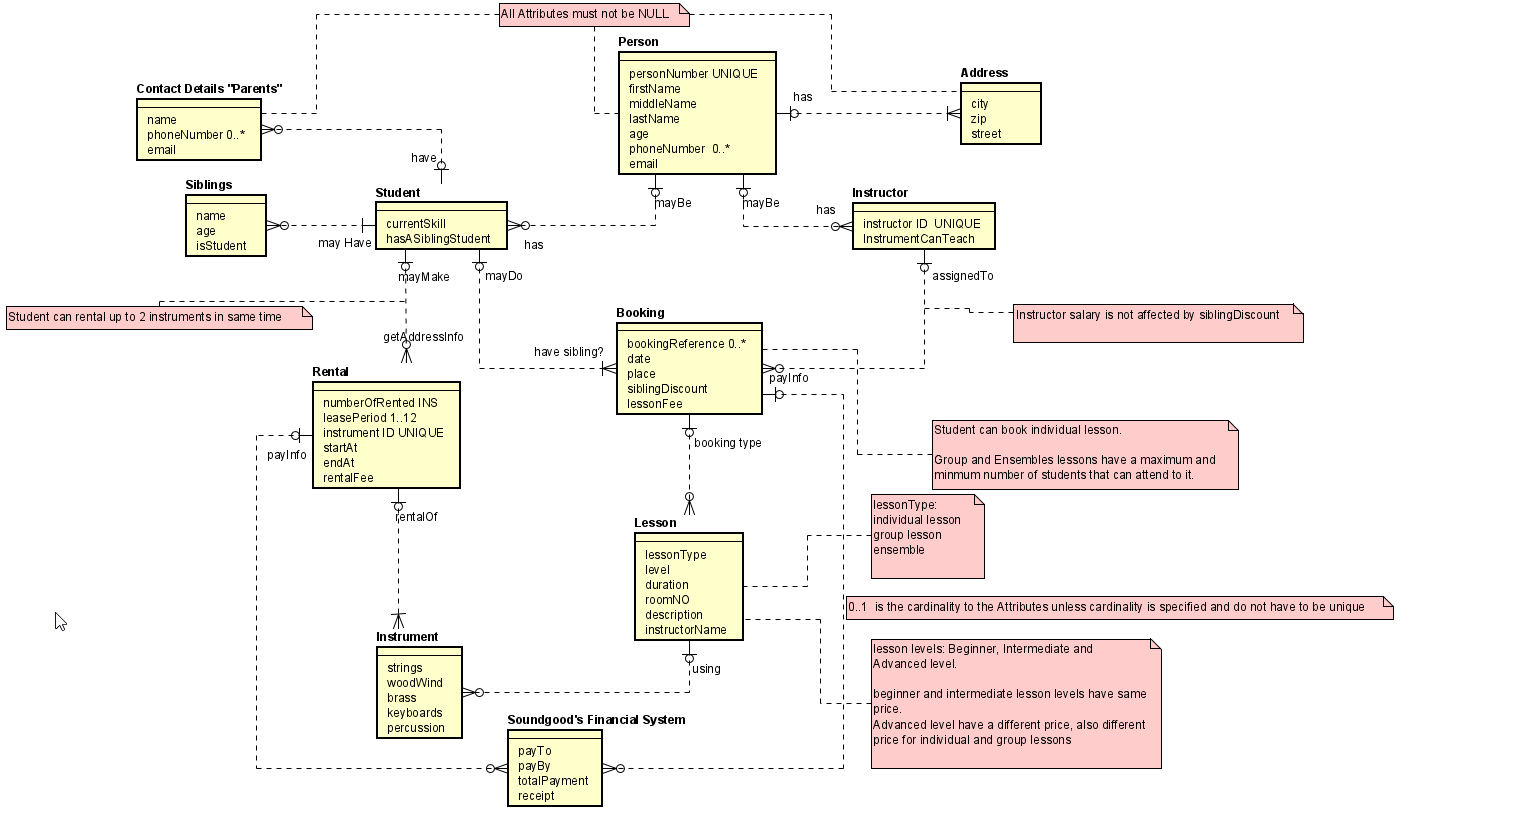 All Attributes must not be NULL
Person
personNumber UNIQUE
firstName
middleName
lastName
age
phoneNumber  0..*
email
has
Address
city
zip
street
Contact Details "Parents"
name
phoneNumber 0..*
email
have
Siblings
name
age
isStudent
may Have
Student
currentSkill
hasASiblingStudent
has
mayBe
mayBe
has
Instructor
instructor ID  UNIQUE
InstrumentCanTeach
mayMake
mayDo
assignedTo
Student can rental up to 2 instruments in same time
getAddressInfo
Instructor salary is not affected by siblingDiscount
Booking
bookingReference 0..*
date
place
siblingDiscount
lessonFee
have sibling?
payInfo
booking type
Rental
numberOfRented INS
leasePeriod 1..12
instrument ID UNIQUE
startAt
endAt
rentalFee
payInfo
rentalOf
Student can book individual lesson.
Group and Ensembles lessons have a maximum and
minmum number of students that can attend to it.
lessonType:
individual lesson
group lesson
ensemble
Lesson
lessonType
level
duration
roomNO
description
instructorName
using
0..1  is the cardinality to the Attributes unless cardinality is specified and do not have to be unique
lesson levels: Beginner, Intermediate and
Advanced level.
beginner and intermediate lesson levels have same
price.
Advanced level have a different price, also different
price for individual and group lessons
Instrument
strings
woodWind
brass
keyboards
percussion
Soundgood's Financial System
payTo
payBy
totalPayment
receipt